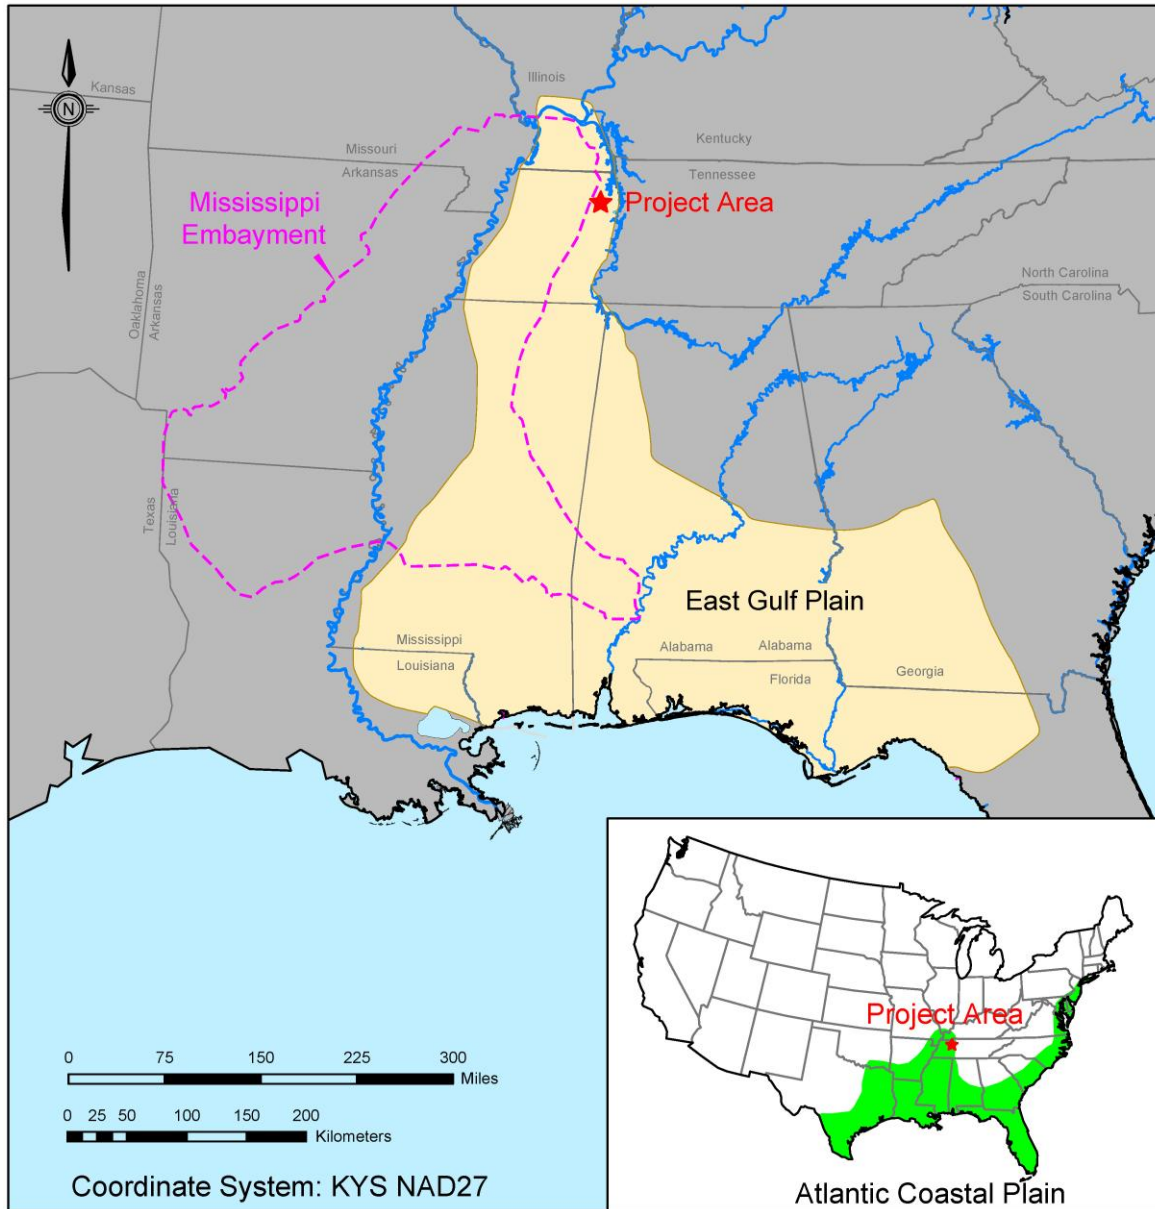 Illinois
Kansas
N
Missouri
Arkansas
Kentucky
Tennessee
Mississippi
Embayment
Project Area
Oaklahoma
Arkansas
North Carolina
South Carolina
Texas
Louisiana
East Gulf Plain
Mississippi
Louisiana
Alabama
Alabama
Florida
Georgia
Project Area
0 75 150 225 300
Miles
0 25 50 100 150 200
Kilometers
Coordinate System: KYS NAD27
Atlantic Coastal Plain